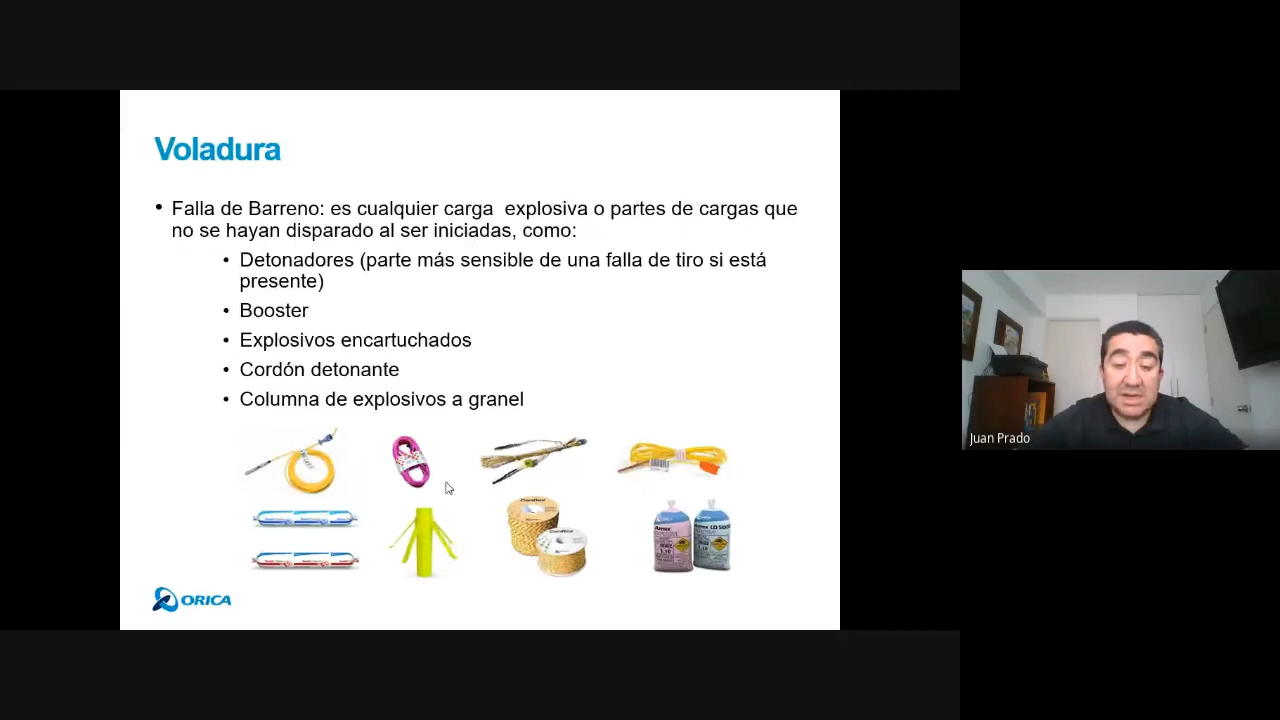 Voladura
• Falla de Barreno: es cualquier carga explosiva o partes de cargas que
no se hayan disparado al ser iniciadas, como:
• Detonadores (parte más sensible de una falla de tiro si está
presente)
• Booster
• Explosivos encartuchados
• Cordón detonante
• Columna de explosivos a granel
ORICA
Juan Prado